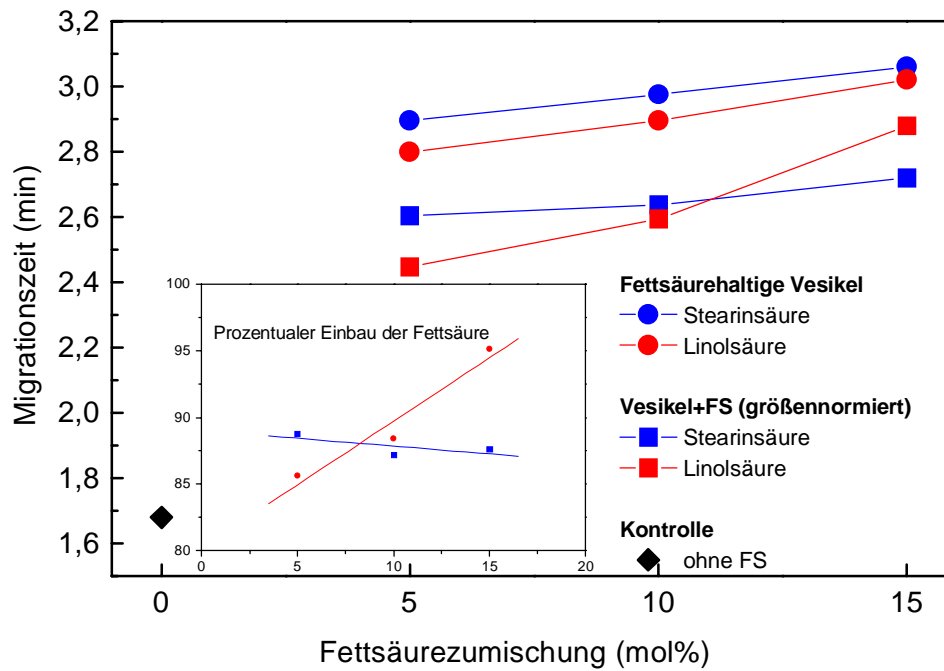 3,2
3,0
2,8
2,6
2,4
2,2
2,0
1,8
1,6
Migrationszeit (min)
0
5
10
15
Fettsäurezumischung (mol%)
Fettsäurehaltige Vesikel
Stearinsäure
Linolsäure
Vesikel+FS (größennormiert)
Stearinsäure
Linolsäure
Kontrolle
ohne FS
Prozentualer Einbau der Fettsäure
100
95
90
85
80
0
5
10
15
20